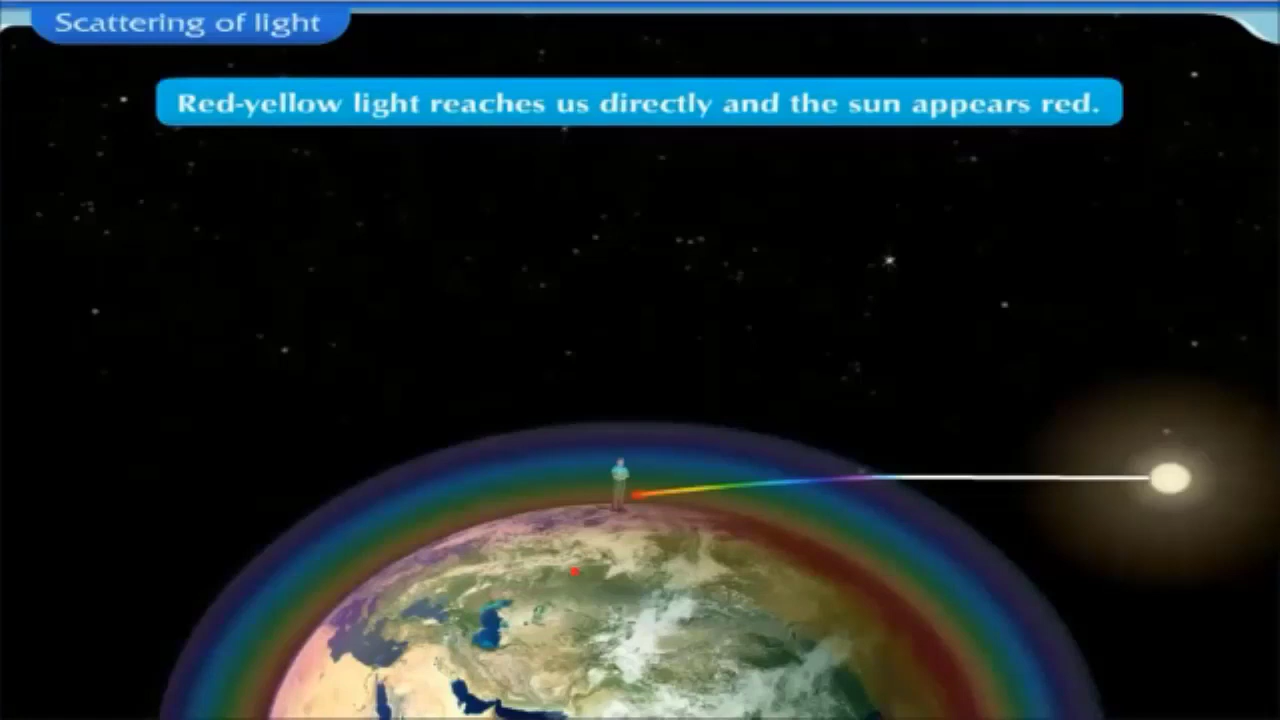 Scattering of light
Red-yellow light reaches us directly and the sun appears red.